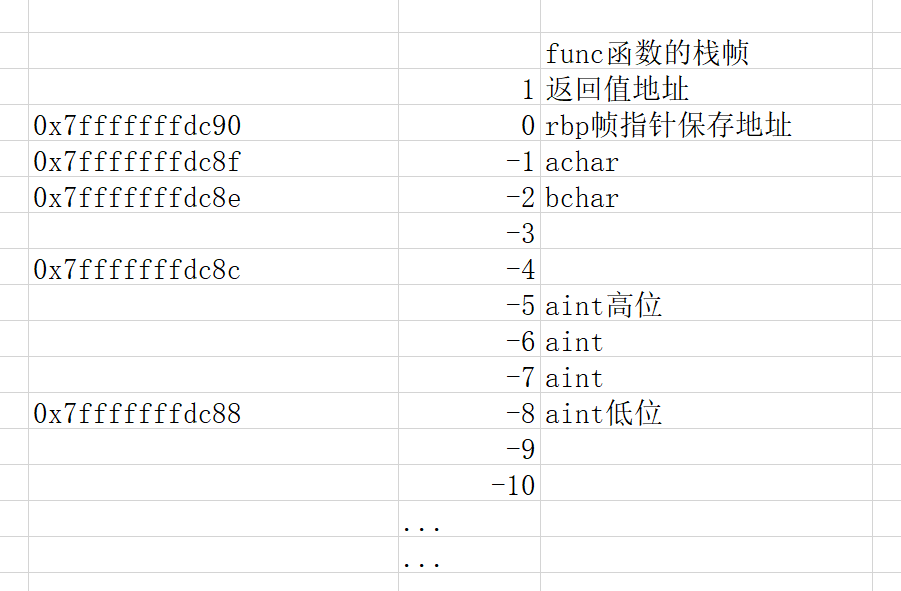 func函数的栈帧
1 返回值地址
0x7fffffffdc90 0 rbp帧指针保存地址
0x7fffffffdc8f -1 achar
0x7fffffffdc8e -2 bchar
-3
0x7fffffffdc8c -4
-5 aint高位
-6 aint
-7 aint
0x7fffffffdc88 -8 aint低位
-9
-10
...
...